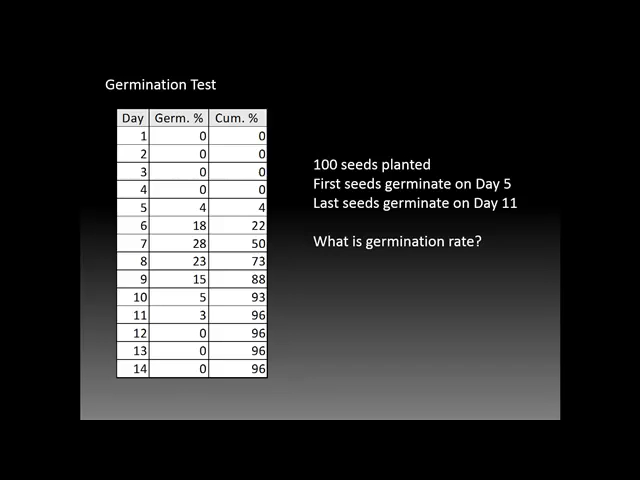 Germination Test
Day Germ. % Cum. %
1 0 0
2 0 0
3 0 0
4 0 0
5 4 4
6 18 22
7 28 50
8 23 73
9 15 88
10 5 93
11 3 96
12 0 96
13 0 96
14 0 96
100 seeds planted
First seeds germinate on Day 5
Last seeds germinate on Day 11
What is germination rate?